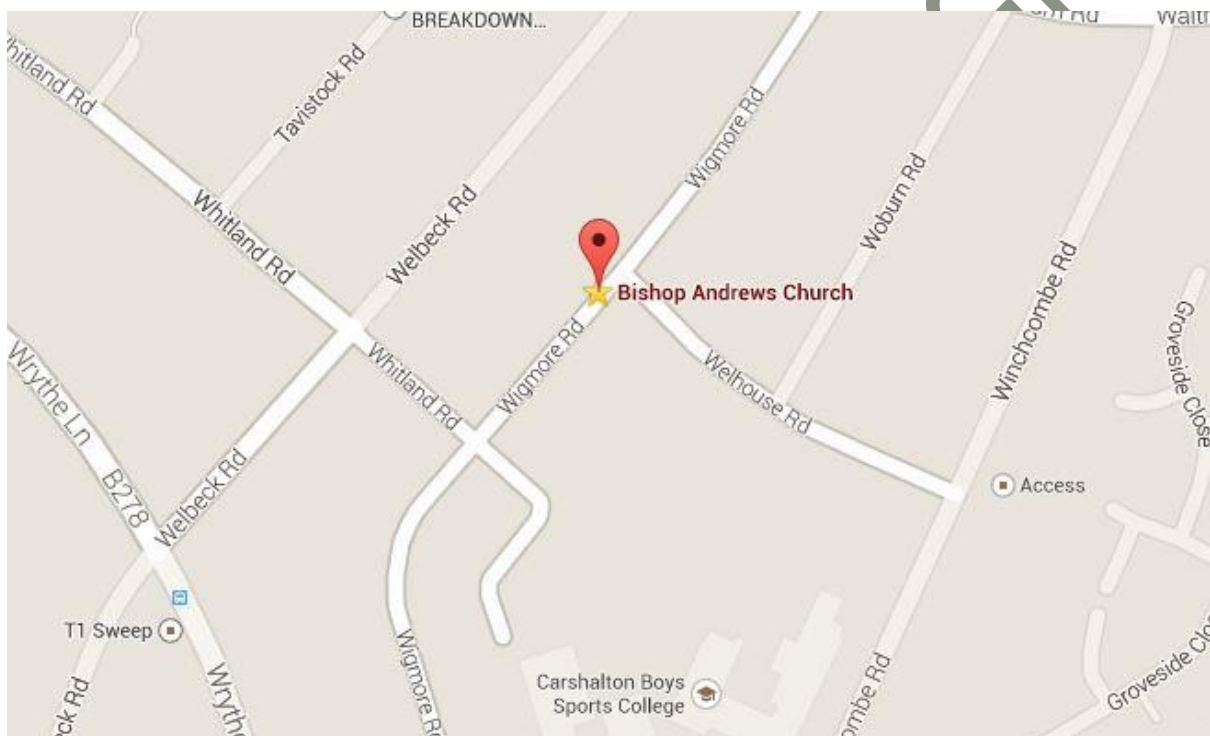 BREAKDOWN...
Whitland Rd
Tavistock Rd
Wigmore Rd
Whitland Rd
Welbeck Rd
Woburn Rd
Bishop Andrews Church
Winchcombe Rd
Groveside Close
Wrythe Ln
Whitland Rd
Wigmore Rd
Welhouse Rd
B278
Welbeck Rd
Access
T1 Sweep
Wigmore Rd
Carshalton Boys
Sports College